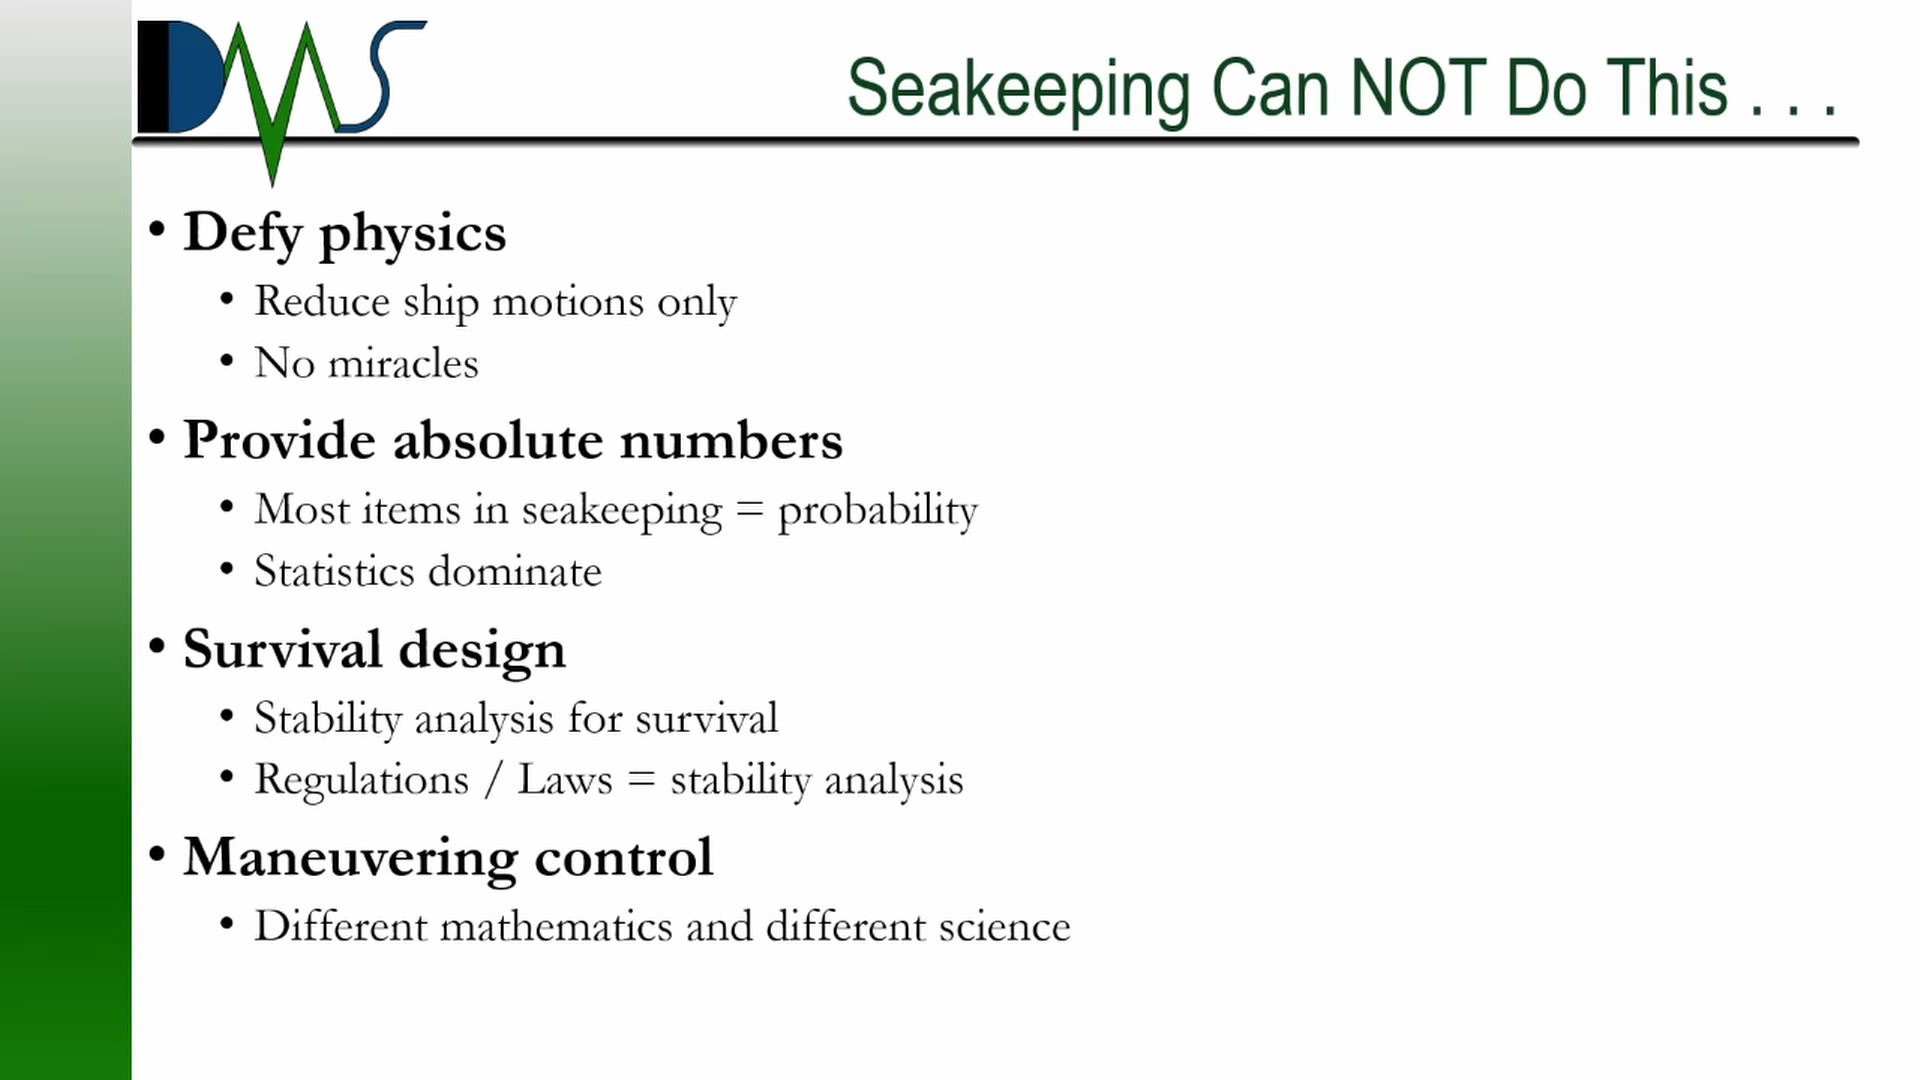 DMS
Seakeeping Can NOT Do This . . .
• Defy physics
• Reduce ship motions only
• No miracles
• Provide absolute numbers
• Most items in seakeeping = probability
• Statistics dominate
• Survival design
• Stability analysis for survival
• Regulations / Laws = stability analysis
• Maneuvering control
• Different mathematics and different science